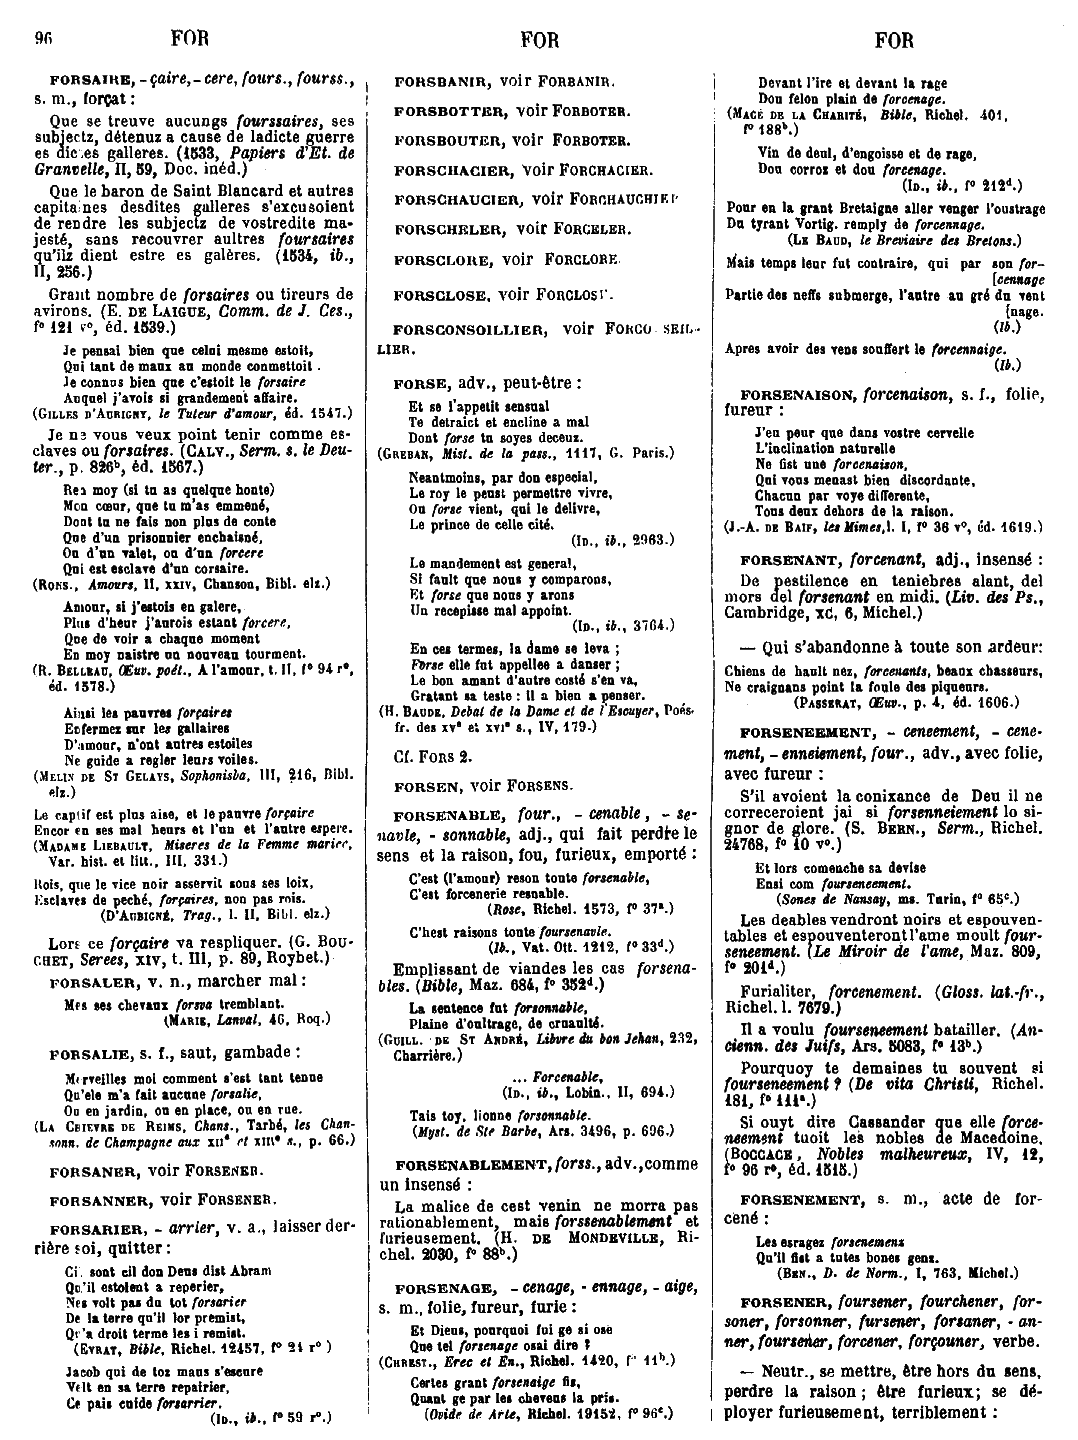 96 FOR FOR FOR
FORSAIRE, -çaire, - cere, fours., fourss.,
s. m., forçat :
Que se treuve aucungs fourssaires, ses
subjectz, détenuz a cause de ladicte guerre
es dictes galleres. (1533, Papiers d'Et. de
Granvelle, II, 59, Doc. inéd.)
Que le baron de Saint Blancard et autres
capitaines desdites galleres s'excusoient
de rendre les subjectz de vostredite ma-
jesté, sans recouvrer aultres foursaires
qu'ilz dient estre es galères. (1534, ib.,
II, 256.)
Grant nombre de forsaires ou tireurs de
avirons. (E. DE LAIGUE, Comm. de J. Ces.,
f° 121 v°, éd. 1539.)
Je pensai bien que celui mesme estoit,
Qui tant de maux au monde commettoit.
Je connus bien que c'estoit le forsaire
Auquel j'avois si grandement affaire.
(GILLES D'AURIGNY, le Tuteur d'amour, éd. 1547.)
Je ne vous veux point tenir comme es-
claves ou forsaires. (CALV., Serm. s. le Deu-
ter., p. 826b, éd. 1567.)
Ren moy (si tu as quelque honte)
Mon cœur, que tu m'as emmené,
Dont tu ne fais non plus de conte
Que d'un prisonnier enchaisné,
Ou d'un valet, ou d'un forcere
Qui est esclave d'un corsaire.
(RONS., Amours, II, XXIV, Chanson, Bibl. elz.)
Amour, si j'estois en galere,
Plus d'heur j'aurois estant forcere,
Que de voir a chaque moment
En moy naistre un nouveau tourment.
(R. BELLEAU, Œuv. poét., A l'amour, t. II, f° 94 r°,
éd. 1578.)
Ainsi les pauvres forçaires
Enfermez sur les gallaires
D'amour, n'ont autres estoiles
Ne guide a regler leurs voiles.
(MELIN DE ST GELAYS, Sophonisba, III, 216, Bibl.
elz.)
Le captif est plus aise, et le pauvre forçaire
Encor en ses mal heurs et l'un et l'autre espere.
(MADAME LIEBAULT, Miseres de la Femme mariee,
Var. hist. et litt., III, 331.)
Rois, que le vice noir asservit sous ses loix,
Esclaves de peché, forçaires, non pas rois.
(D'AUBIGNÉ, Trag., l. II, Bibl. elz.)
Lors ce forçaire va respliquer. (G. BOU-
CHET, Serees, XIV, t. III, p. 89, Roybet.)
FORSALER, v. n., marcher mal :
Mes ses chevaux forsva tremblant.
(MARIE, Lanval, 46, Roq.)
FORSALIE, s. f., saut, gambade :
Merveilles moi comment s'est tant tenue
Qu'ele m'a fait aucune forsalie,
Ou en jardin, ou en place, ou en rue.
(LA CHIEVRE DE REIMS, Chans., Tarbé, les Chan-
sonn. de Champagne aux XIIe et XIIIe s., p. 66.)
FORSANER, voir FORSENER.
FORSANNER, voir FORSENER.
FORSARIER, - arrier, v. a., laisser der-
rière soi, quitter :
Ci sont cil don Deus dist Abram
Qu'il estoient a reperier,
Nes volt pas du tot forsarier
De la terre qu'il lor premist,
Qu'a droit terme les i remist.
(EVRAT, Bible, Richel. 12457, f° 21 r°)
Jacob qui de toz maus s'eseure
Velt en sa terre repairier,
Ce pais cuide forsarrier.
(ID., ib., f° 59 r°.)
FORSBANIR, voir FORBANIR.
FORSBOTTER, voir FORBOTER.
FORSBOUTER, voir FORBOTER.
FORSCHACIER, voir FORCHACIER.
FORSCHAUCIER, voir FORCHAUCHIER
FORSCHELER, voir FORCELER.
FORSCLORE, voir FORCLORE.
FORSCLOSE, voir FORCLOSE.
FORSCONSOILLIER, voir FORCONSEIL-
LIER.
FORSE, adv., peut-être :
Et se l'appetit sensual
Te detraict et encline a mal
Dont forse tu soyes deceuz.
(GREBAN, Mist. de la pass., 1117, G. Paris.)
Neantmoins, par don especial,
Le roy le peust permettre vivre,
Ou forse vient, qui le delivre,
Le prince de celle cité.
(ID., ib., 2963.)
Le mandement est general,
Si fault que nous y comparons,
Et forse que nous y arons
Un recepisse mal appoint.
(ID., ib., 3764.)
En ces termes, la dame se leva ;
Forse elle fut appellee a danser ;
Le bon amant d'autre costé s'en va,
Gratant sa teste : il a bien a penser.
(H. BAUDE, Debat de la Dame et de l'Escuyer, Poés.
fr. des XVe et XVIe s., IV, 179.)
Cf. FORS 2.
FORSEN, voir FORSENS.
FORSENABLE, four., - cenable, - se-
navle, - sonnable, adj., qui fait perdre le
sens et la raison, fou, furieux, emporté :
C'est (l'amour) reson toute forsenable,
C'est forcenerie resnable.
(Rose, Richel. 1573, f° 37a.)
C'hest raisons toute foursenavle.
(Ib., Vat. Ott. 1212, f° 33d.)
Emplissant de viandes les cas forsena-
bles. (Bible, Maz. 684, f° 352d.)
La sentence fut forsonnable,
Plaine d'oultrage, de cruaulté.
(GUILL. DE ST ANDRÉ, Libvre du bon Jehan, 232,
Charrière.)
... Forcenable,
(ID., ib., Lobin., II, 694.)
Tais toy, lionne forsonnable.
(Myst. de Ste Barbe, Ars. 3496, p. 696.)
FORSENABLEMENT, forss., adv., comme
un insensé :
La malice de cest venin ne morra pas
rationablement, mais forssenablement et
furieusement. (H. DE MONDEVILLE, Ri-
chel. 2030, f° 88b.)
FORSENAGE, - cenage, - ennage, - aige,
s. m., folie, fureur, furie :
Et Dieus, pourquoi fui ge si ose
Que tel forsenage osai dire ?
(CHREST., Erec et En., Richel. 1420, f° 11b.)
Certes grant forsenaige fis,
Quant ge par les chevens la pris.
(Ovide de Arte, Richel. 19152, f° 96c.)
Devant l'ire et devant la rage
Dou felon plain de forcenage.
(MACÉ DE LA CHARITÉ, Bible, Richel. 401,
f° 188b.)
Vin de deul, d'engoisse et de rage,
Dou corroz et dou forcenage.
(ID., ib., f° 212d.)
Pour en la grant Bretaigne aller venger l'oustrage
Du tyrant Vortig. remply de forcennage.
(LE BAUD, le Breviaire des Bretons.)
Mais temps leur fut contraire, qui par son for-
[cennage
Partie des neffs submerge, l'autre au gré du vent
[nage.
(Ib.)
Apres avoir des vens souffert le forcennaige.
(Ib.)
FORSENAISON, forcenaison, s. f., folie,
fureur :
J'eu peur que dans vostre cervelle
L'inclination naturelle
Ne fist une forcenaison,
Qui vous menast bien discordante,
Chacun par voye differente,
Tous deux dehors de la raison.
(J.-A. DE BAIF, les Mimes, l. I, f° 36 v°, éd. 1619.)
FORSENANT, forcenant, adj., insensé :
De pestilence en teniebres alant, del
mors del forsenant en midi. (Liv. des Ps.,
Cambridge, XC, 6, Michel.)
— Qui s'abandonne à toute son ardeur:
Chiens de hault nez, forcenants, beaux chasseurs,
Ne craignans point la foule des piqueurs.
(PASSERAT, Œuv., p. 4, éd. 1606.)
FORSENEEMENT, - ceneement, - cene-
ment, - enneiement, four., adv., avec folie,
avec fureur :
S'il avoient la conixance de Deu il ne
correceroient jai si forsenneiement lo si-
gnor de glore. (S. BERN., Serm., Richel.
24768, f° 10 v°.)
Et lors comenche sa devise
Ensi com fourseneement.
(Sones de Nansay, ms. Turin, f° 65c.)
Les deables vendront noirs et espouven-
tables et espouventeront l'ame moult four-
seneement. (Le Miroir de l'ame, Maz. 809,
f° 201d.)
Furialiter, forcenement. (Gloss. lat.-fr.,
Richel. l. 7679.)
Il a voulu fourseneement batailler. (An-
cienn. des Juifs, Ars. 5083, f° 13b.)
Pourquoy te demaines tu souvent si
fourseneement ? (De vita Christi, Richel.
181, f° 111a.)
Si ouyt dire Cassander que elle force-
neement tuoit les nobles de Macedoine.
(BOCCACE, Nobles malheureux, IV, 12,
f° 96 r°, éd. 1515.)
FORSENEMENT, s. m., acte de for-
cené :
Les esragez forsenemenz
Qu'il fist a tutes bones genz.
(BEN., D. de Norm., I, 763, Michel.)
FORSENER, foursener, fourchener, for-
soner, forsonner, fursener, forsaner, - an-
ner, fourseuer, forcener, forçouner, verbe.
— Neutr., se mettre, être hors du sens,
perdre la raison ; être furieux ; se dé-
ployer furieusement, terriblement :